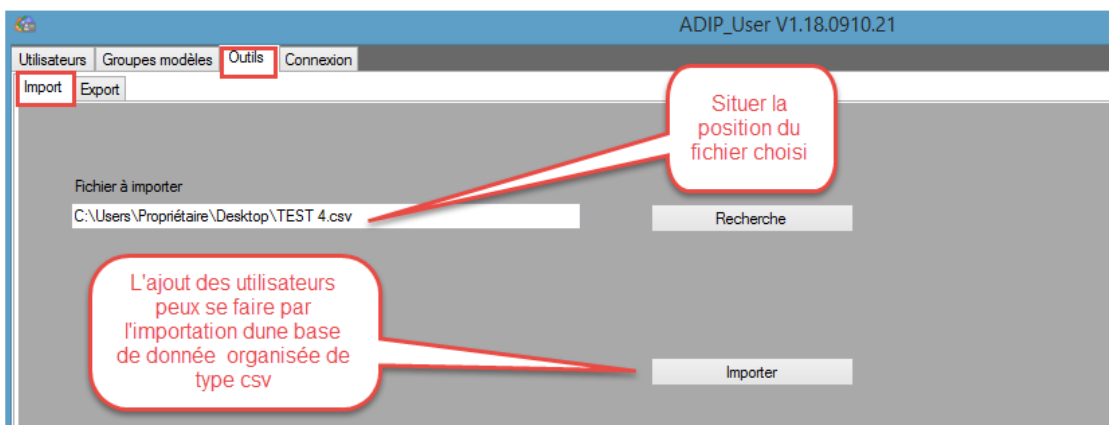 ADIP_User V1.18.0910.21
Utilisateurs Groupes modèles Outils Connexion
Import Export
Situer la
position du
fichier choisi
Fichier à importer
C:\Users\Propriétaire\Desktop\TEST 4.csv
Recherche
L'ajout des utilisateurs
peux se faire par
l'importation dune base
de donnée organisée de
type csv
Importer